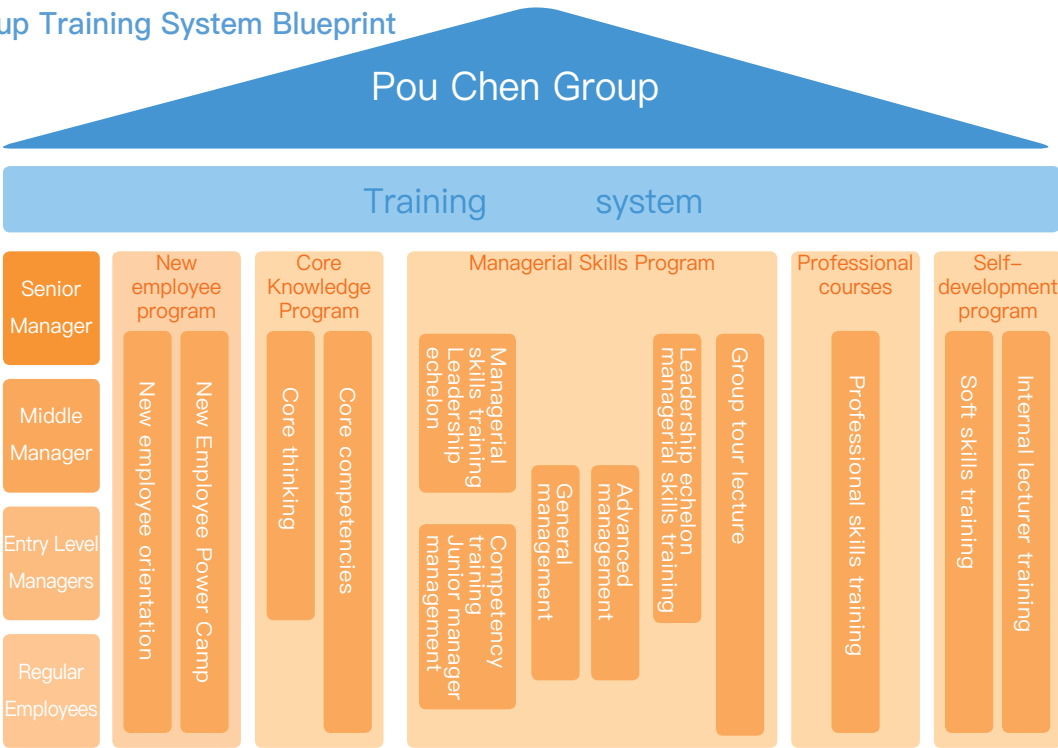 up Training System Blueprint
Pou Chen Group
Training system
Senior
Manager
Middle
Manager
Entry Level
Managers
Regular
Employees
New
employee
program
New employee orientation
New Employee Power Camp
Core
Knowledge
Program
Core thinking
Core competencies
Managerial Skills Program
Managerial
skills training
Leadership
echelon
Competency
training
Junior manager
management
General
management
Advanced
management
Leadership echelon
managerial skills training
Group tour lecture
Professional
courses
Professional skills training
Self–
development
program
Soft skills training
Internal lecturer training